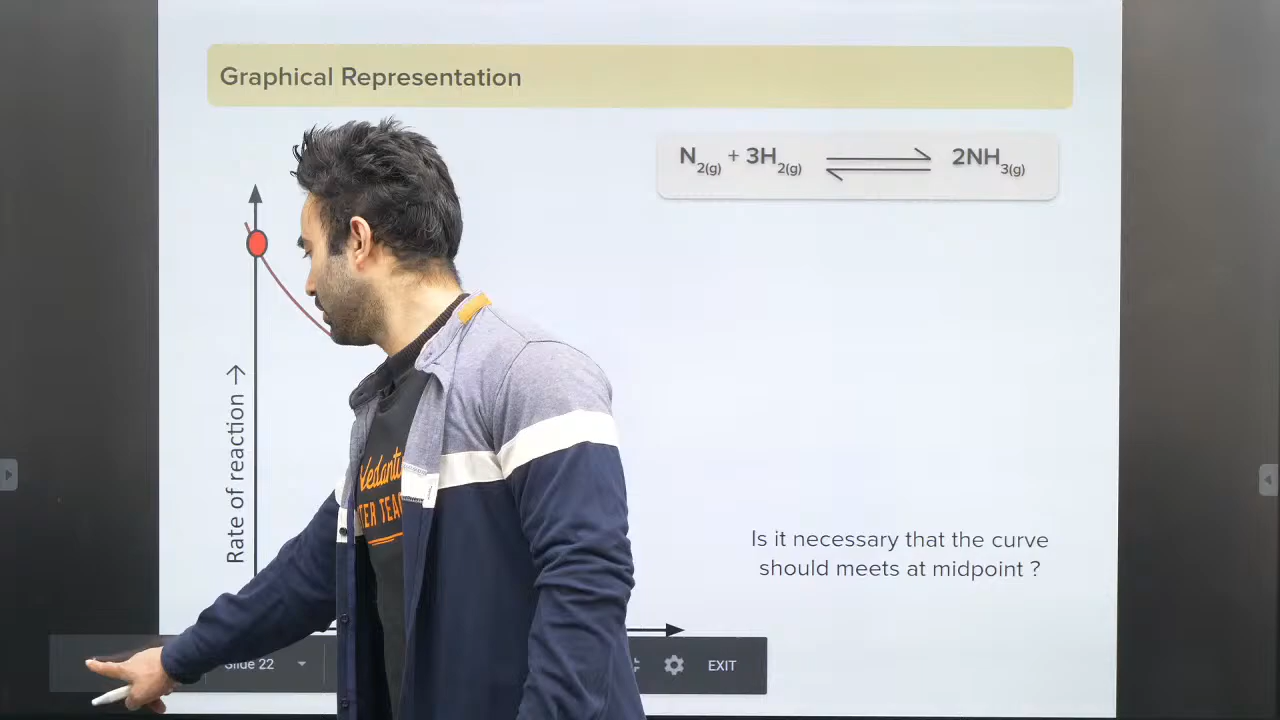 Graphical Representation
N2(g) + 3H2(g) ⇌ 2NH3(g)
Rate of reaction →
Is it necessary that the curve
should meets at midpoint ?
Slide 22
EXIT